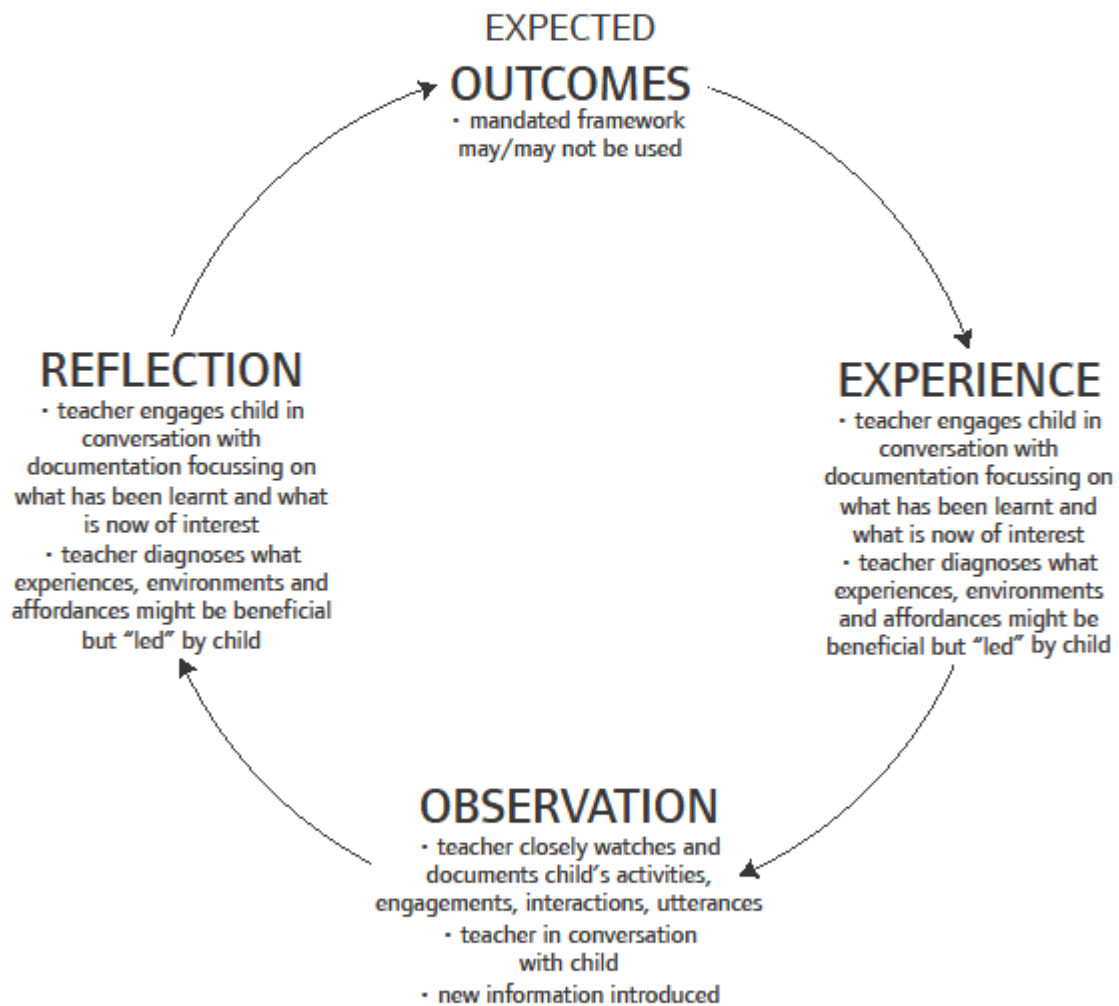 EXPECTED
OUTCOMES
• mandated framework
may/may not be used
REFLECTION
• teacher engages child in
conversation with
documentation focussing on
what has been learnt and what
is now of interest
• teacher diagnoses what
experiences, environments and
affordances might be beneficial
but “led” by child
EXPERIENCE
• teacher engages child in
conversation with
documentation focussing on
what has been learnt and
what is now of interest
• teacher diagnoses what
experiences, environments
and affordances might be
beneficial but “led” by child
OBSERVATION
• teacher closely watches and
documents child’s activities,
engagements, interactions, utterances
• teacher in conversation
with child
• new information introduced